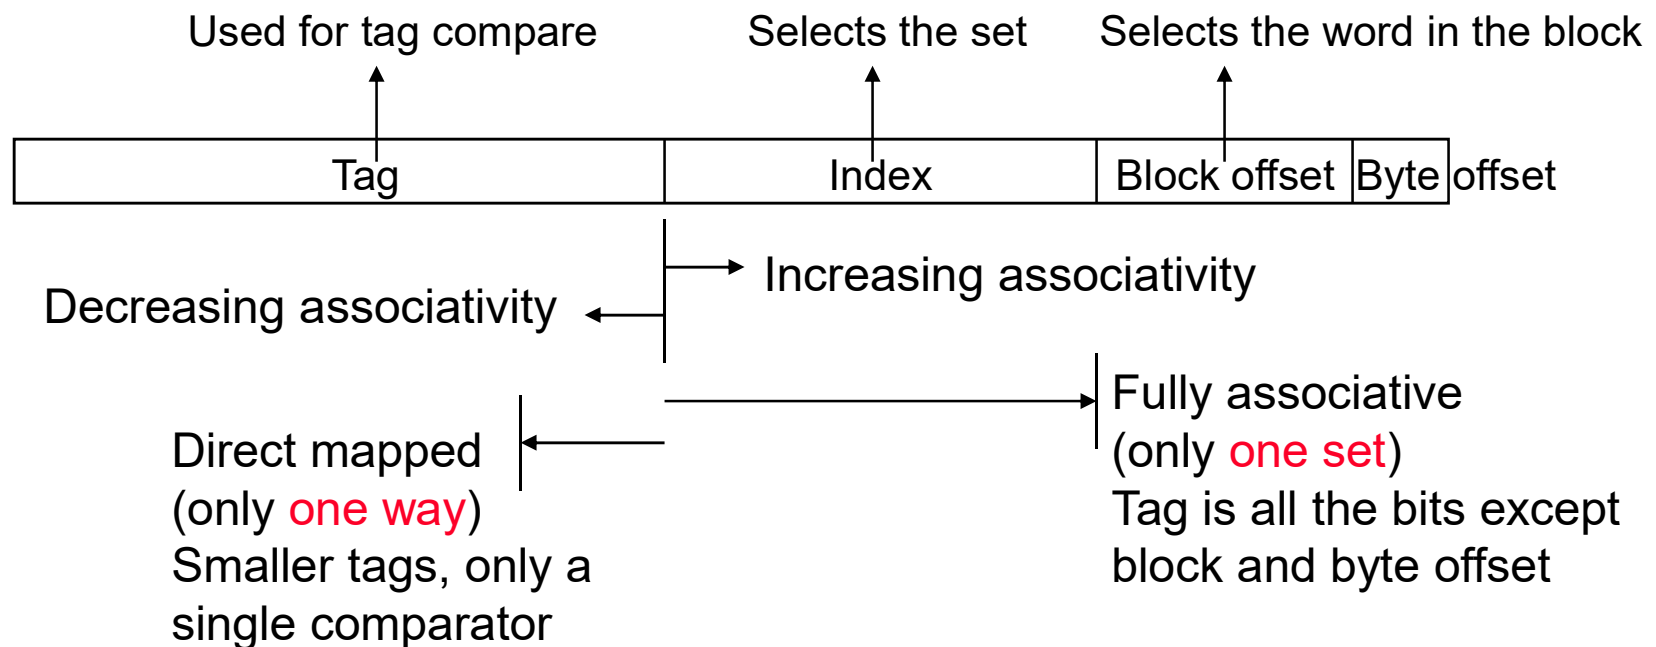 Used for tag compare
Selects the set
Selects the word in the block
Tag
Index
Block offset
Byte offset
Increasing associativity
Decreasing associativity
Fully associative
(only one set)
Tag is all the bits except
block and byte offset
Direct mapped
(only one way)
Smaller tags, only a
single comparator